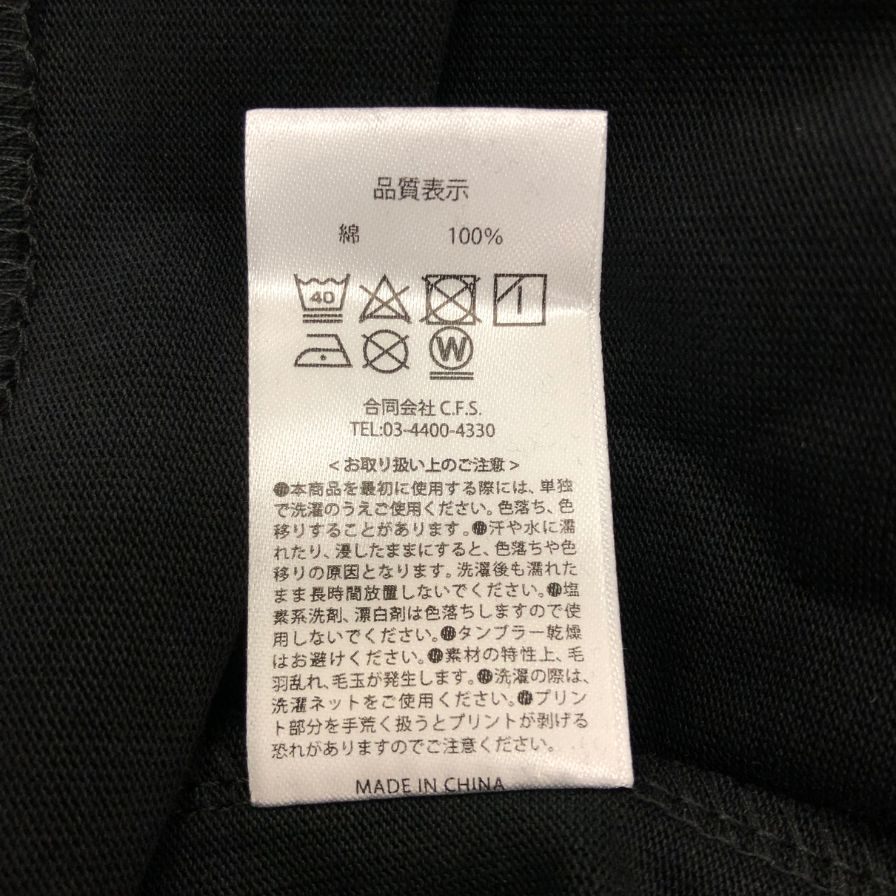 品質表示
綿 100%
40
W
合同会社 C.F.S.
TEL:03-4400-4330
<お取り扱い上のご注意>
●本商品を最初に使用する際には、単独
で洗濯のうえご使用ください。色落ち、色
移りすることがあります。●汗や水に濡
れたり、浸したままにすると、色落ちや色
移りの原因となります。洗濯後も濡れた
まま長時間放置しないでください。●塩
素系洗剤、漂白剤は色落ちしますので使
用しないでください。●タンブラー乾燥
はお避けください。●素材の特性上、毛
羽乱れ、毛玉が発生します。●洗濯の際は、
洗濯ネットをご使用ください。●プリン
ト部分を手荒く扱うとプリントが剥げる
恐れがありますのでご注意ください。
MADE IN CHINA